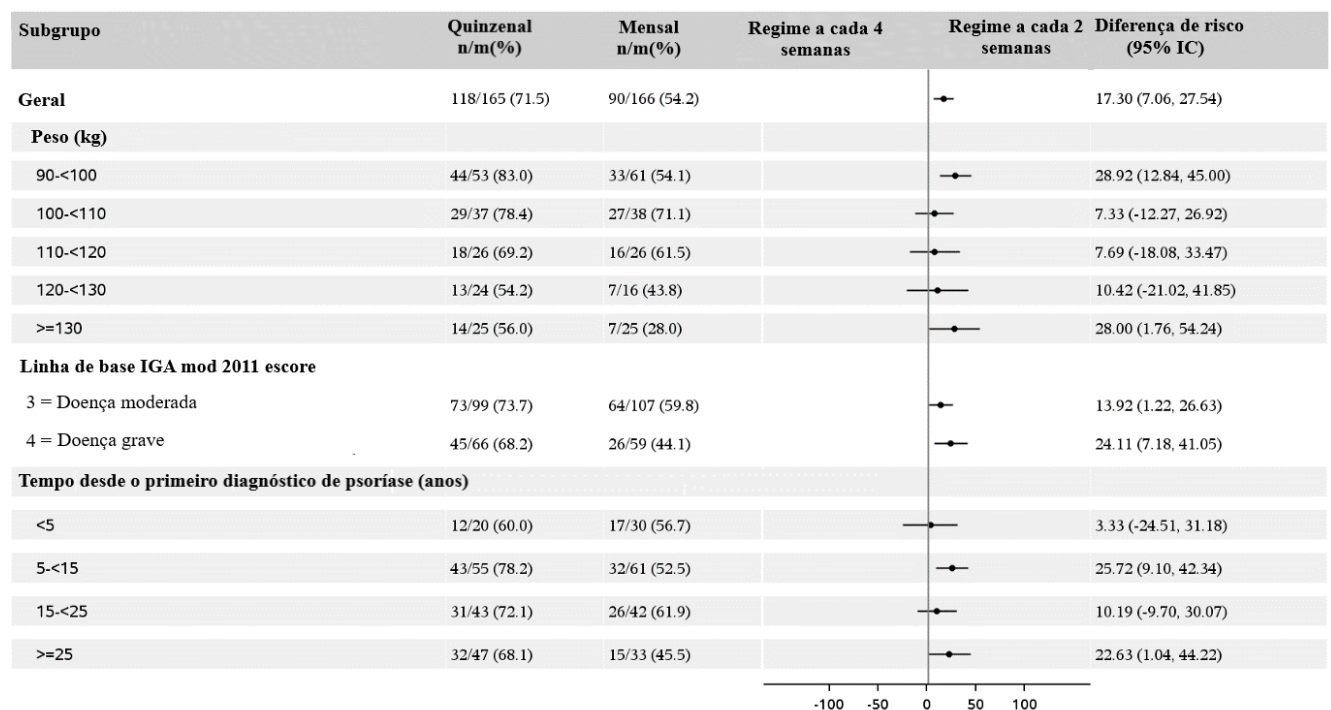 Subgrupo Quinzenal n/m(%) Mensal n/m(%) Regime a cada 4 semanas Regime a cada 2 semanas Diferença de risco (95% IC)
Geral 118/165 (71.5) 90/166 (54.2) 17.30 (7.06, 27.54)
Peso (kg)
90-<100 44/53 (83.0) 33/61 (54.1) 28.92 (12.84, 45.00)
100-<110 29/37 (78.4) 27/38 (71.1) 7.33 (-12.27, 26.92)
110-<120 18/26 (69.2) 16/26 (61.5) 7.69 (-18.08, 33.47)
120-<130 13/24 (54.2) 7/16 (43.8) 10.42 (-21.02, 41.85)
>=130 14/25 (56.0) 7/25 (28.0) 28.00 (1.76, 54.24)
Linha de base IGA mod 2011 escore
3 = Doença moderada 73/99 (73.7) 64/107 (59.8) 13.92 (1.22, 26.63)
4 = Doença grave 45/66 (68.2) 26/59 (44.1) 24.11 (7.18, 41.05)
Tempo desde o primeiro diagnóstico de psoríase (anos)
<5 12/20 (60.0) 17/30 (56.7) 3.33 (-24.51, 31.18)
5-<15 43/55 (78.2) 32/61 (52.5) 25.72 (9.10, 42.34)
15-<25 31/43 (72.1) 26/42 (61.9) 10.19 (-9.70, 30.07)
>=25 32/47 (68.1) 15/33 (45.5) 22.63 (1.04, 44.22)
-100 -50 0 50 100